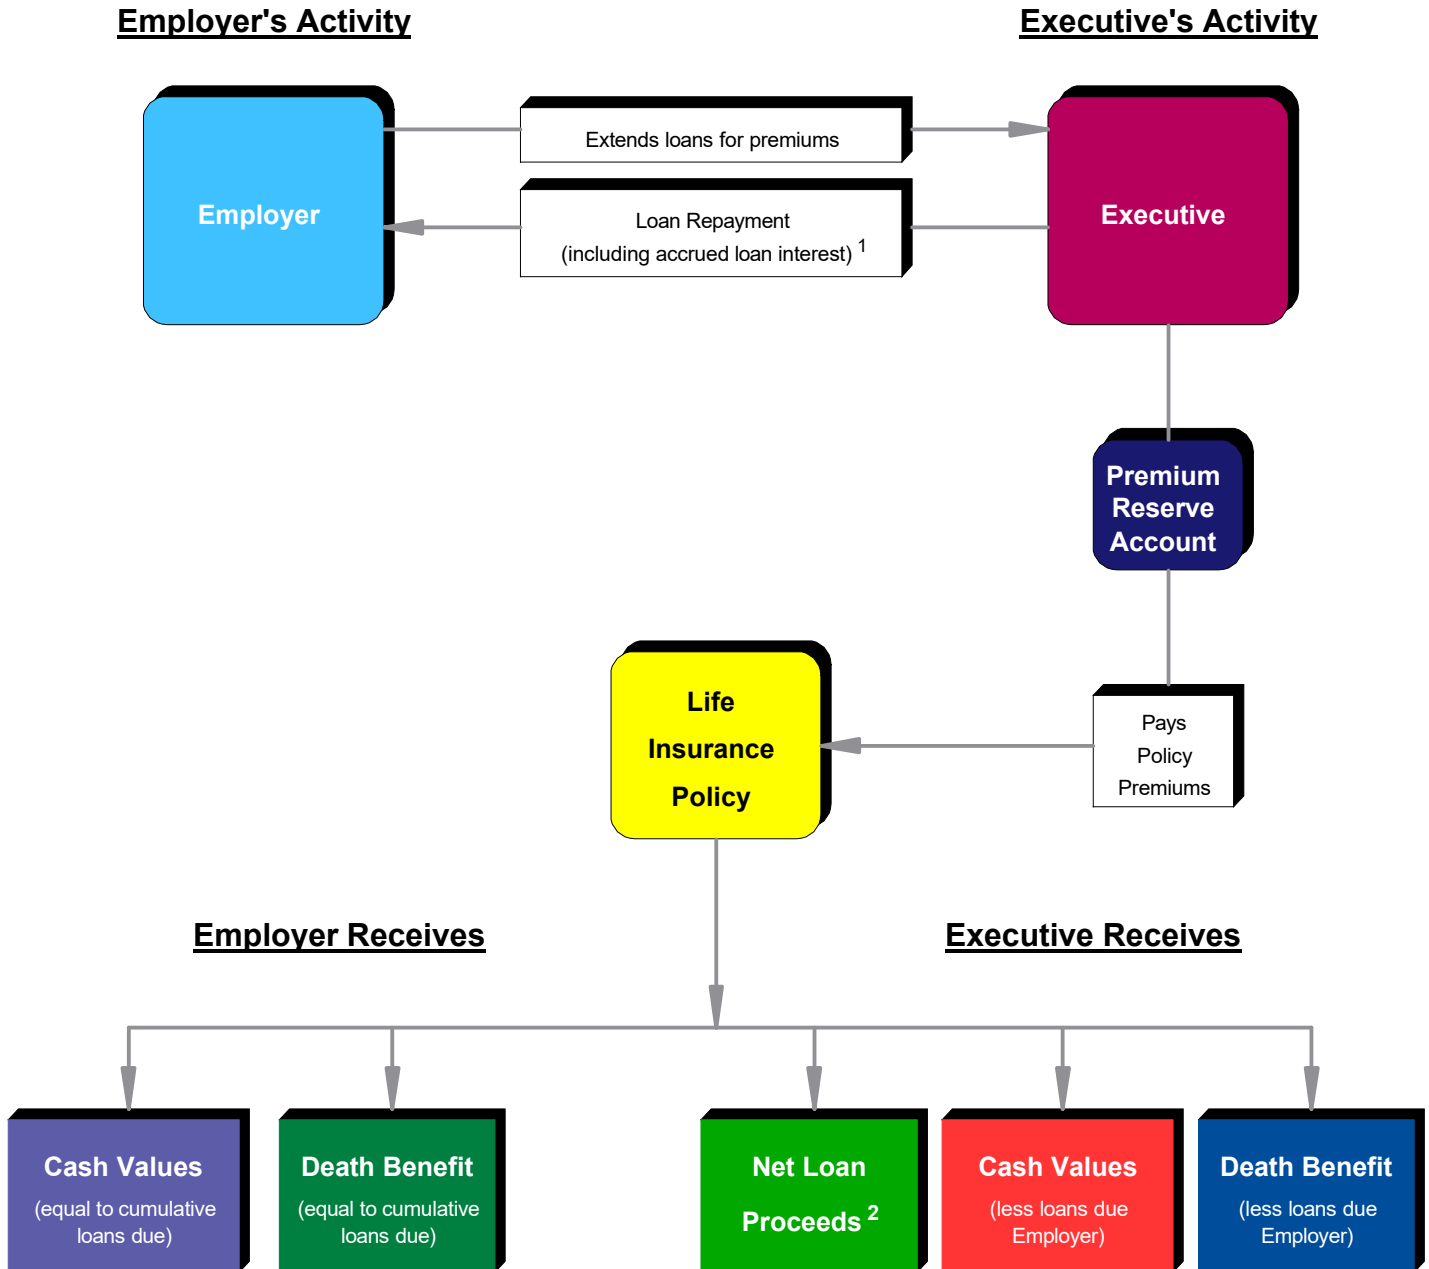 Employer's Activity
Executive's Activity
Employer
Extends loans for premiums
Loan Repayment
(including accrued loan interest) 1
Executive
Premium
Reserve
Account
Life
Insurance
Policy
Pays
Policy
Premiums
Employer Receives
Executive Receives
Cash Values
(equal to cumulative
loans due)
Death Benefit
(equal to cumulative
loans due)
Net Loan
Proceeds 2
Cash Values
(less loans due
Employer)
Death Benefit
(less loans due
Employer)